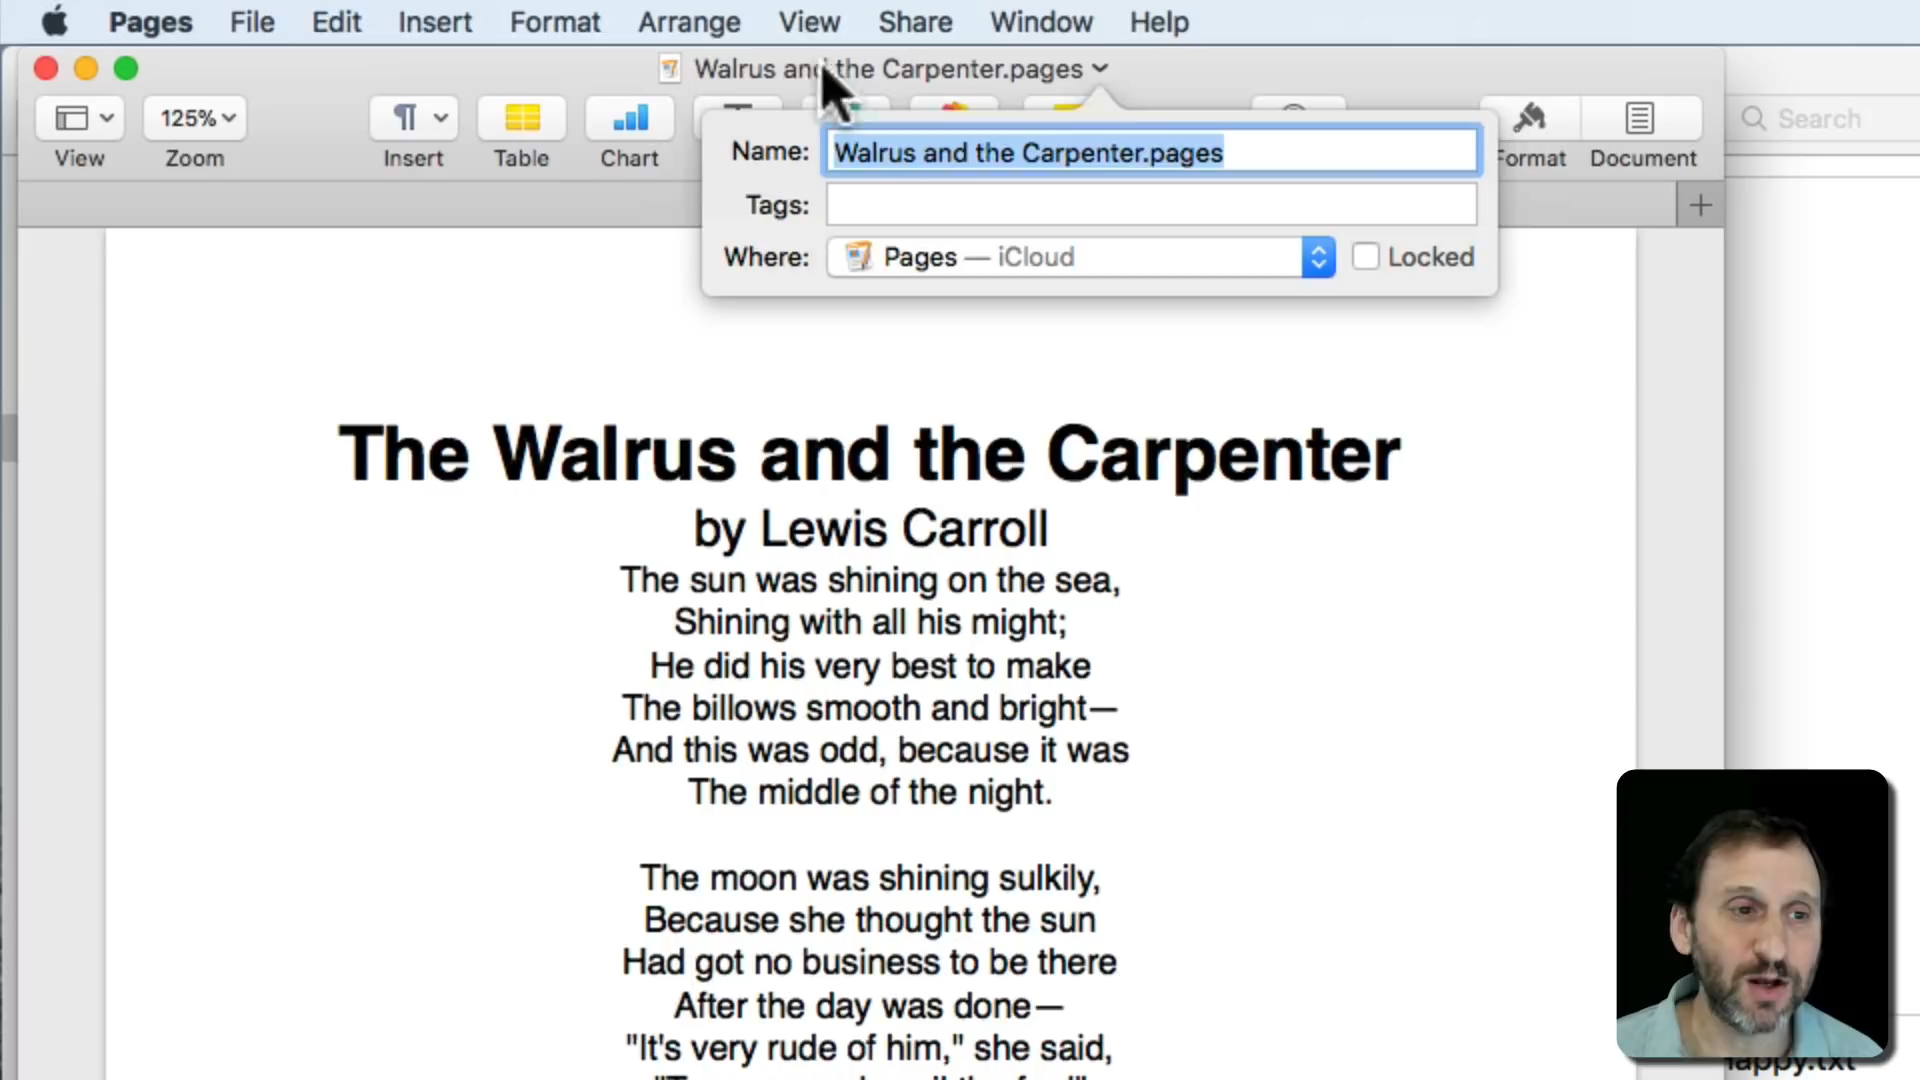 Pages File Edit Insert Format Arrange View Share Window Help
Walrus and the Carpenter.pages
125%
View Zoom Insert Table Chart Format Document
Search
Name: Walrus and the Carpenter.pages
Tags:
Where: Pages — iCloud Locked
The Walrus and the Carpenter
by Lewis Carroll
The sun was shining on the sea,
Shining with all his might;
He did his very best to make
The billows smooth and bright—
And this was odd, because it was
The middle of the night.
The moon was shining sulkily,
Because she thought the sun
Had got no business to be there
After the day was done—
"It's very rude of him," she said,